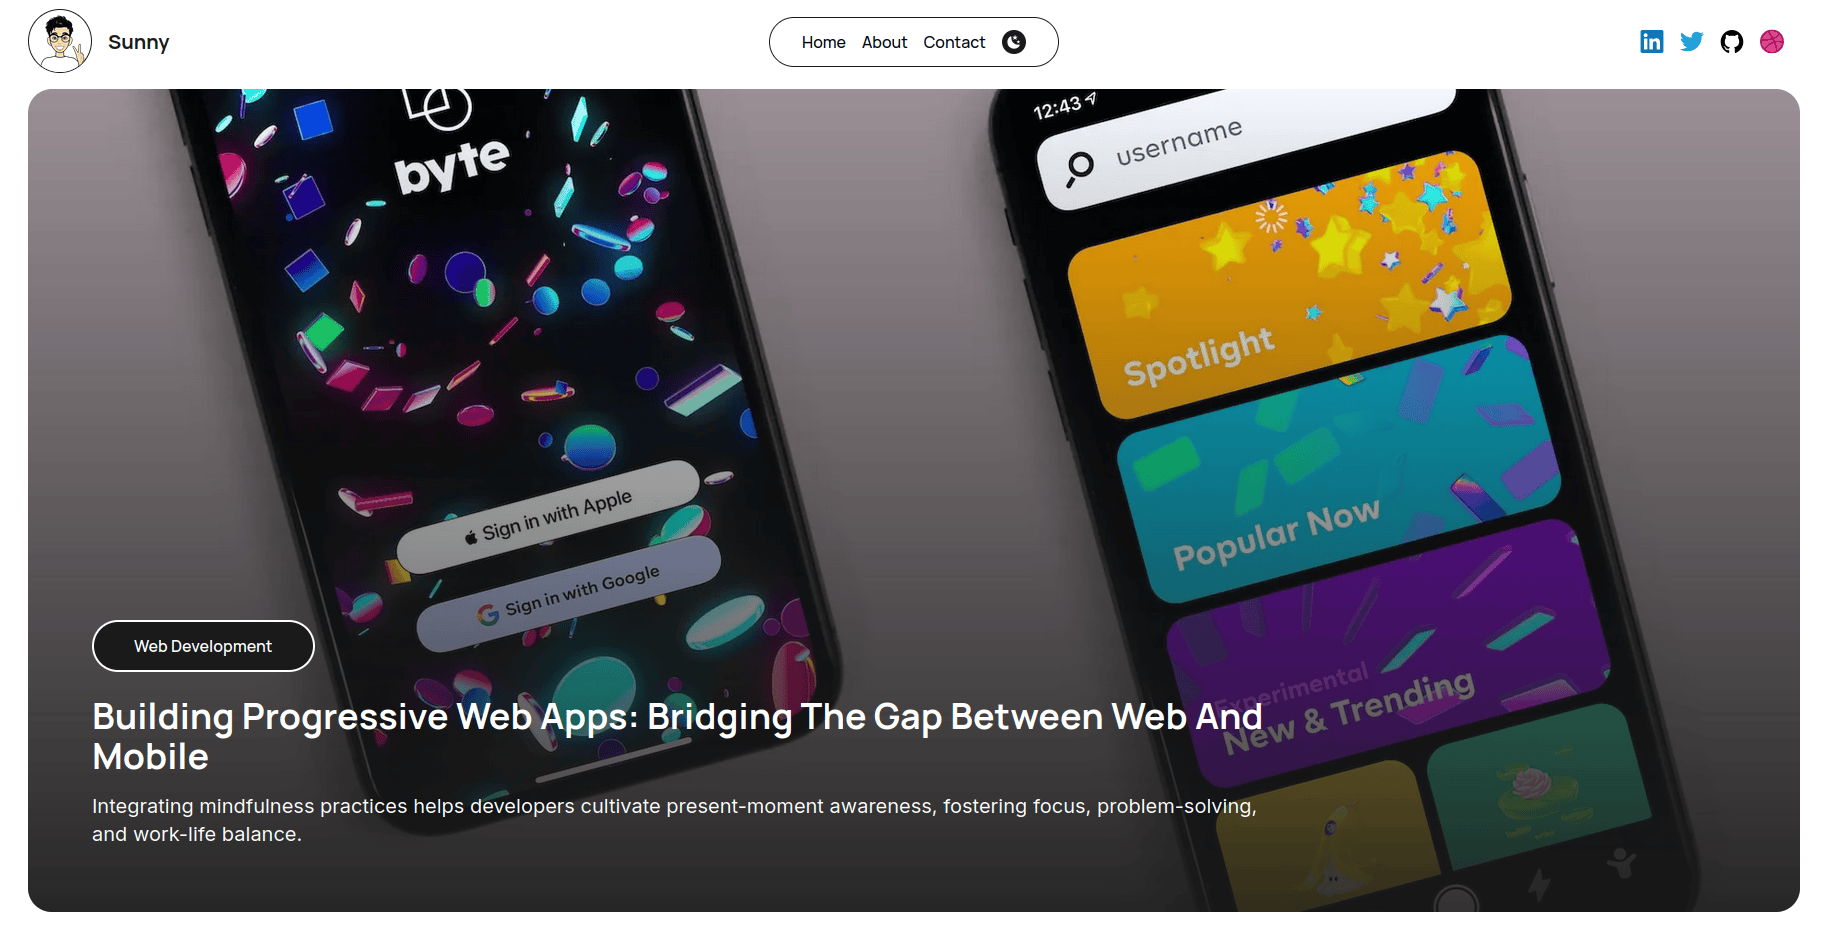 Sunny
Home About Contact
byte
Sign in with Apple
Sign in with Google
12:43
username
Spotlight
Popular Now
Experimental
New & Trending
Web Development
Building Progressive Web Apps: Bridging The Gap Between Web And
Mobile
Integrating mindfulness practices helps developers cultivate present-moment awareness, fostering focus, problem-solving,
and work-life balance.